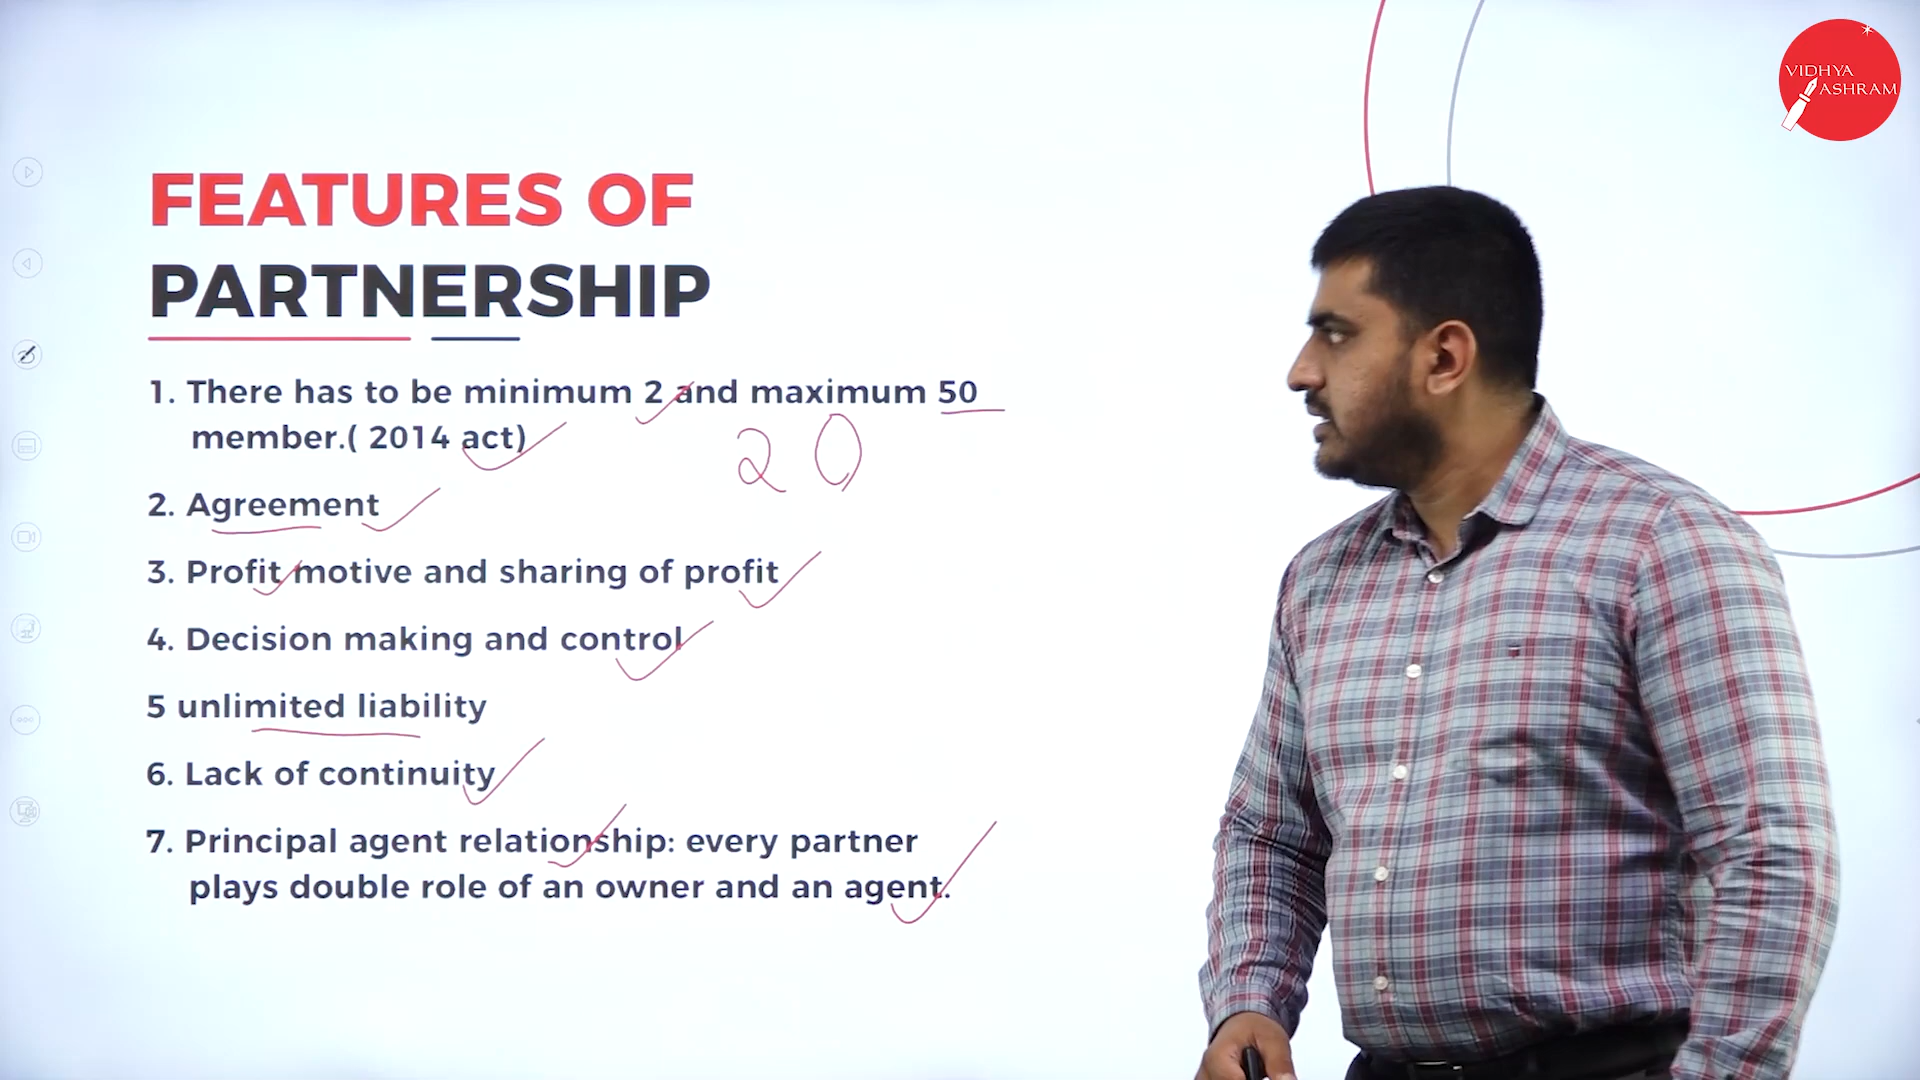 VIDHYA
ASHRAM
FEATURES OF
PARTNERSHIP
1. There has to be minimum 2 and maximum 50
member.( 2014 act)
20
2. Agreement
3. Profit motive and sharing of profit
4. Decision making and control
5 unlimited liability
6. Lack of continuity
7. Principal agent relationship: every partner
plays double role of an owner and an agent.